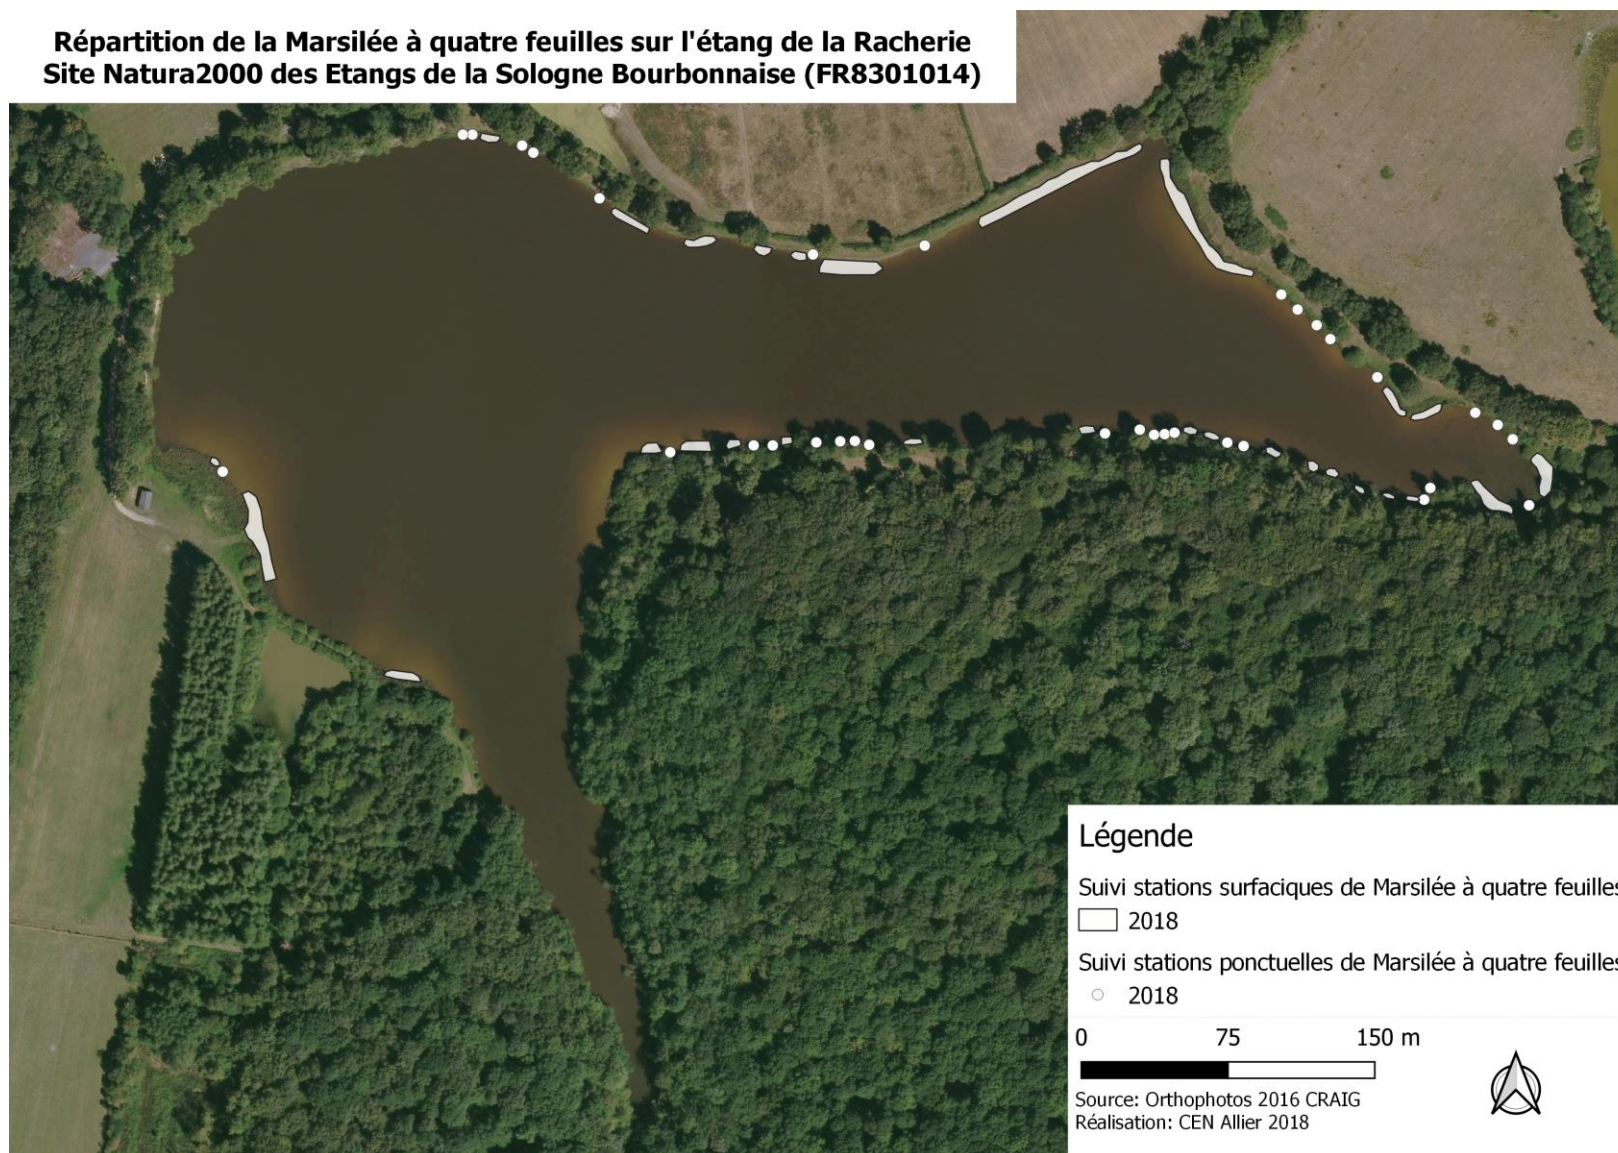 Répartition de la Marsilée à quatre feuilles sur l'étang de la Racherie
Site Natura2000 des Etangs de la Sologne Bourbonnaise (FR8301014)
Légende
Suivi stations surfaciques de Marsilée à quatre feuilles
2018
Suivi stations ponctuelles de Marsilée à quatre feuilles
2018
0 75 150 m
Source: Orthophotos 2016 CRAIG
Réalisation: CEN Allier 2018